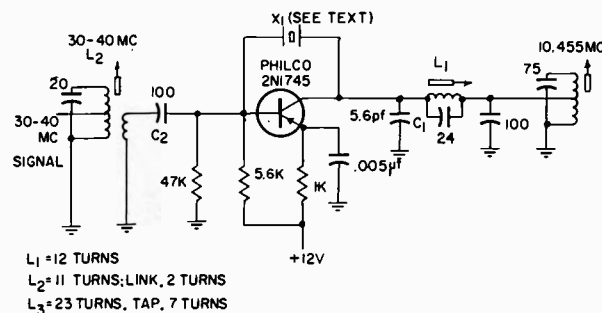 X1 (SEE TEXT)
30-40 MC
L2
20
30-40
MC
SIGNAL
100
C2
PHILCO
2N1745
L1
10.455MC
75
5.6pf
C1
24
100
47K
5.6K
1K
.005µf
+12V
L1 = 12 TURNS
L2= 11 TURNS; LINK, 2 TURNS
L3= 23 TURNS, TAP, 7 TURNS